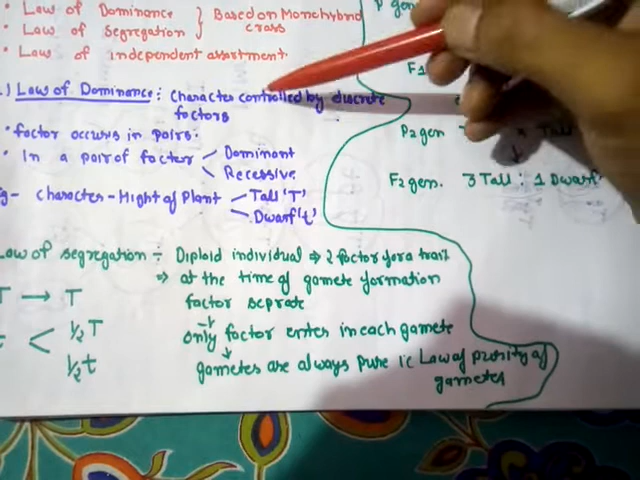 • Law of Dominance
• Law of Segregation
} Based on Monohybrid
cross
• Law of independent assortment
.) Law of Dominance: Character controlled by discrete
factors
• factor occurs in pairs.
• In a pair of factor < Dominant
Recessive
g- Character - Hight of Plant < Tall 'T'
Dwarf 't'
Law of segregation ÷ Diploid individual ⇒ 2 factor for a trait
⇒ at the time of gamete formation
factor seprate
T → T
only factor enter in each gamete
< ½ T
½ t
gametes are always pure ie Law of purity of
gametes
P gen
F1
P2 gen T
F2 gen. 3 Tall : 1 Dwarf